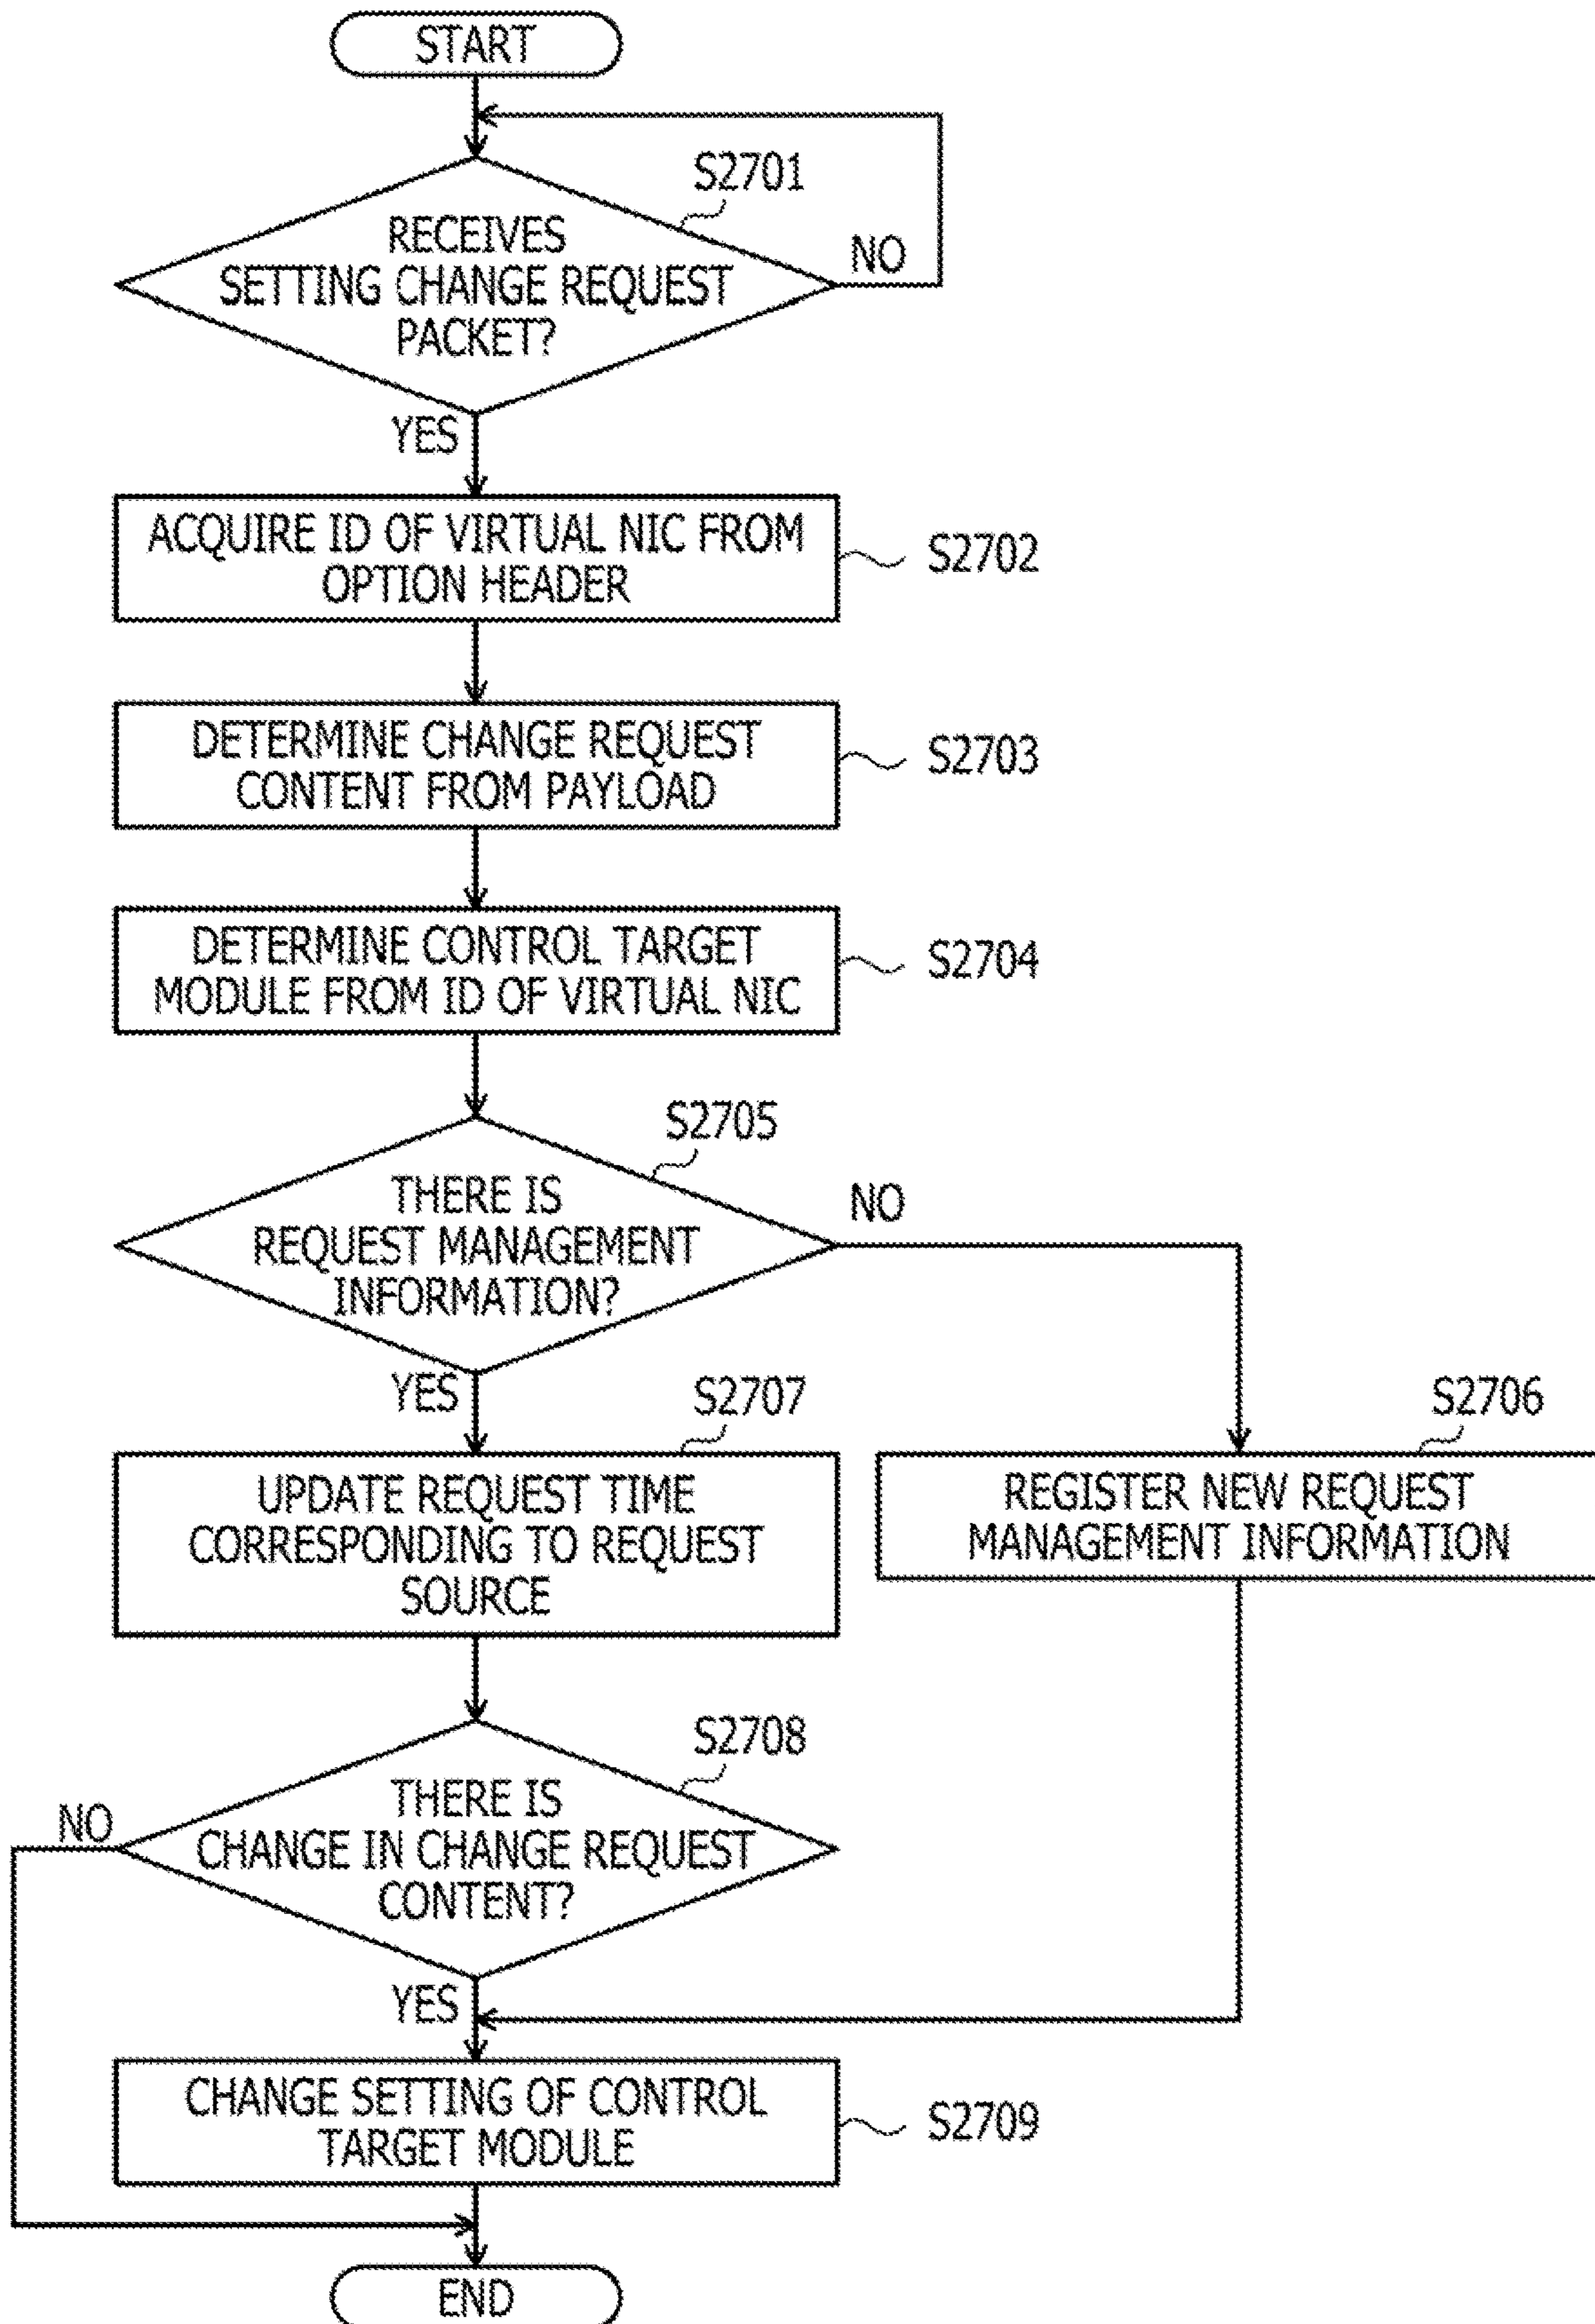 START
S2701
RECEIVES
SETTING CHANGE REQUEST
PACKET?
NO
YES
ACQUIRE ID OF VIRTUAL NIC FROM
OPTION HEADER
S2702
DETERMINE CHANGE REQUEST
CONTENT FROM PAYLOAD
S2703
DETERMINE CONTROL TARGET
MODULE FROM ID OF VIRTUAL NIC
S2704
S2705
THERE IS
REQUEST MANAGEMENT
INFORMATION?
NO
YES
S2707
UPDATE REQUEST TIME
CORRESPONDING TO REQUEST
SOURCE
S2706
REGISTER NEW REQUEST
MANAGEMENT INFORMATION
S2708
THERE IS
CHANGE IN CHANGE REQUEST
CONTENT?
NO
YES
CHANGE SETTING OF CONTROL
TARGET MODULE
S2709
END